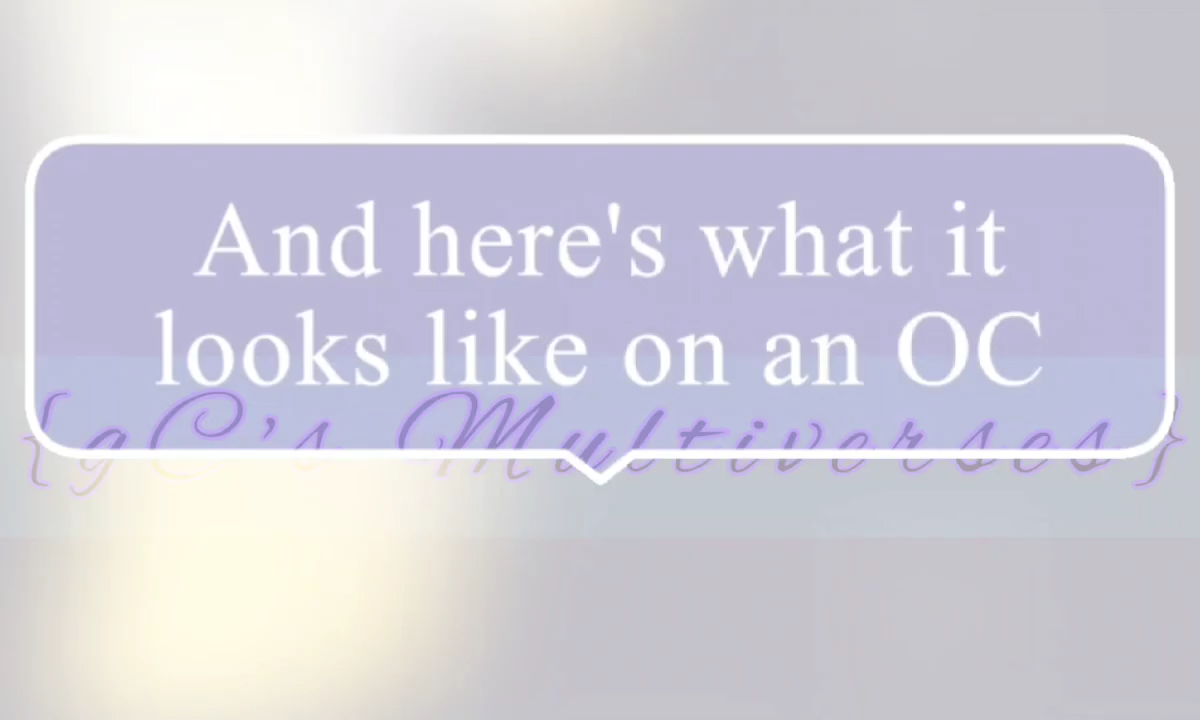 And here's what it
looks like on an OC
{gC's Multiverses}